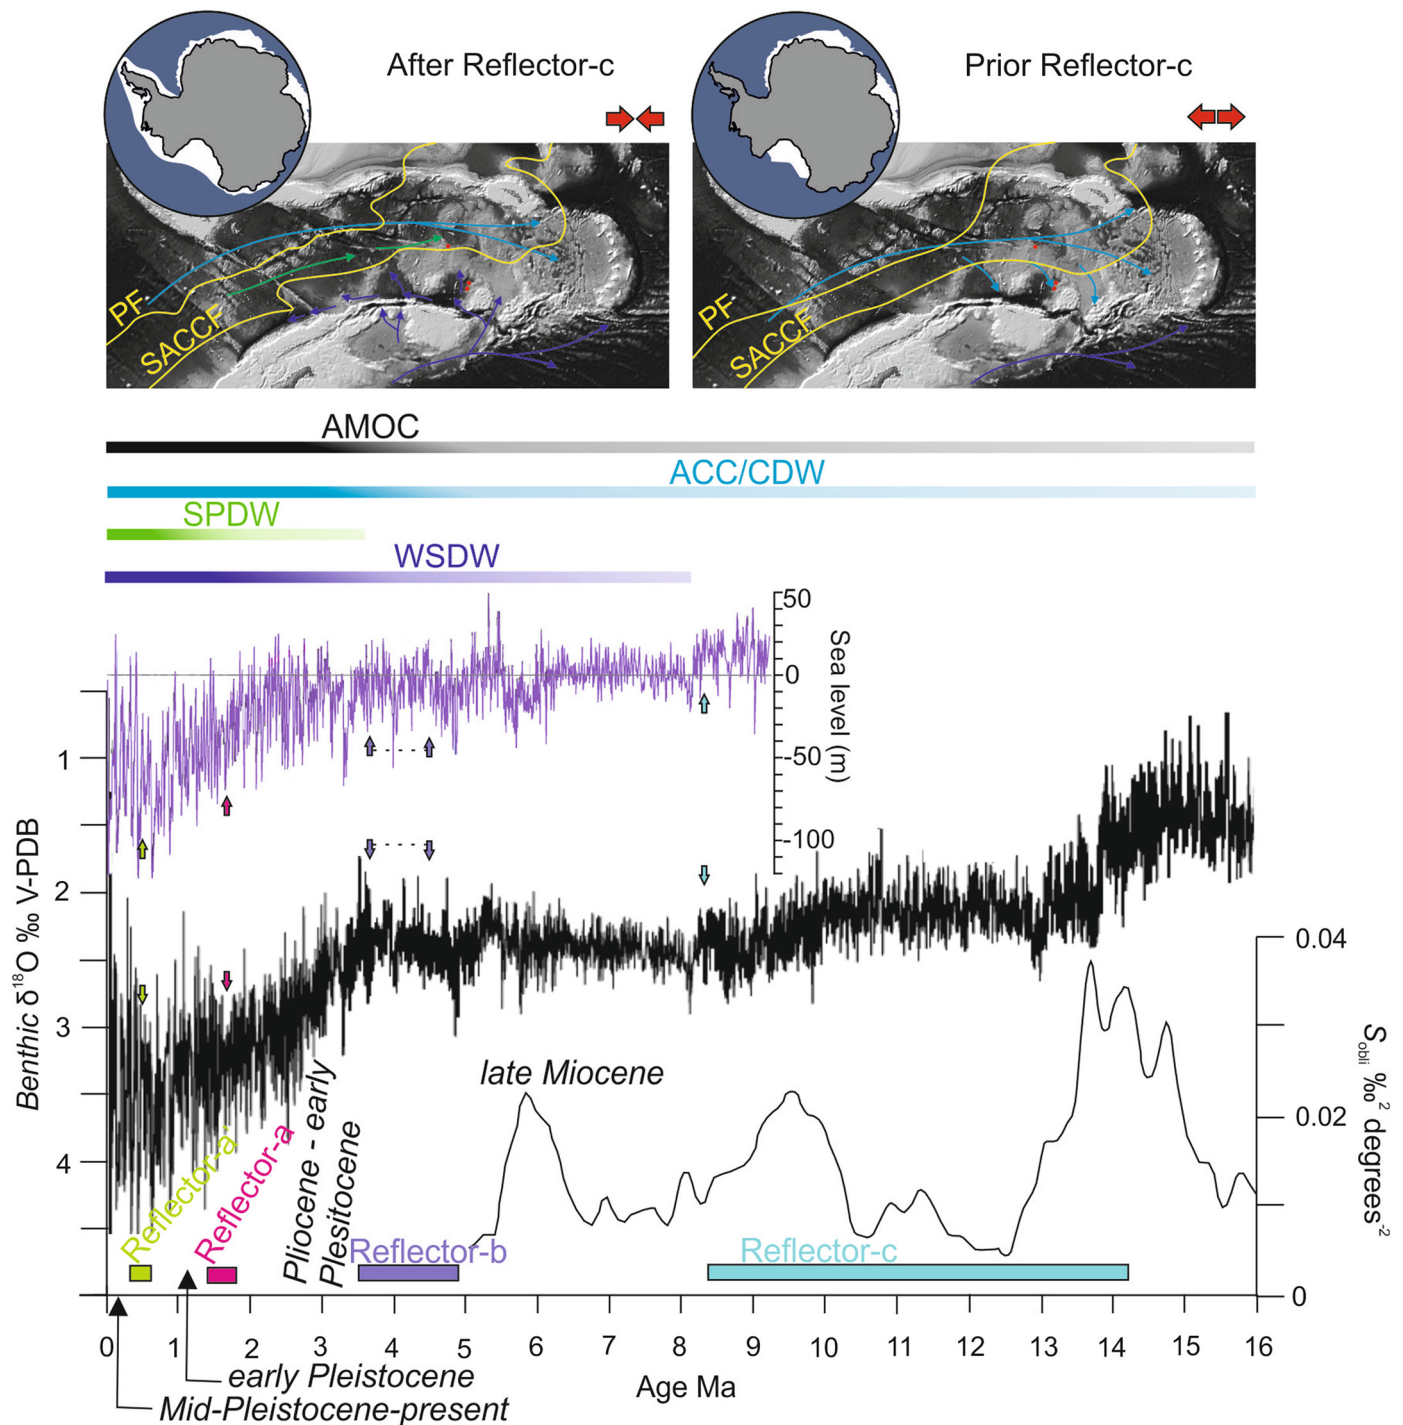 After Reflector-c
Prior Reflector-c
PF
SACCF
PF
SACCF
AMOC
ACC/CDW
SPDW
WSDW
50
0
-50
-100
Sea level (m)
1
2
3
4
Benthic δ¹⁸O ‰ V-PDB
0.04
0.02
0
S obli ‰² degrees⁻²
late Miocene
Pliocene - early
Plesitocene
Reflector-a'
Reflector-a
Reflector-b
Reflector-c
0 1 2 3 4 5 6 7 8 9 10 11 12 13 14 15 16
early Pleistocene
Age Ma
Mid-Pleistocene-present